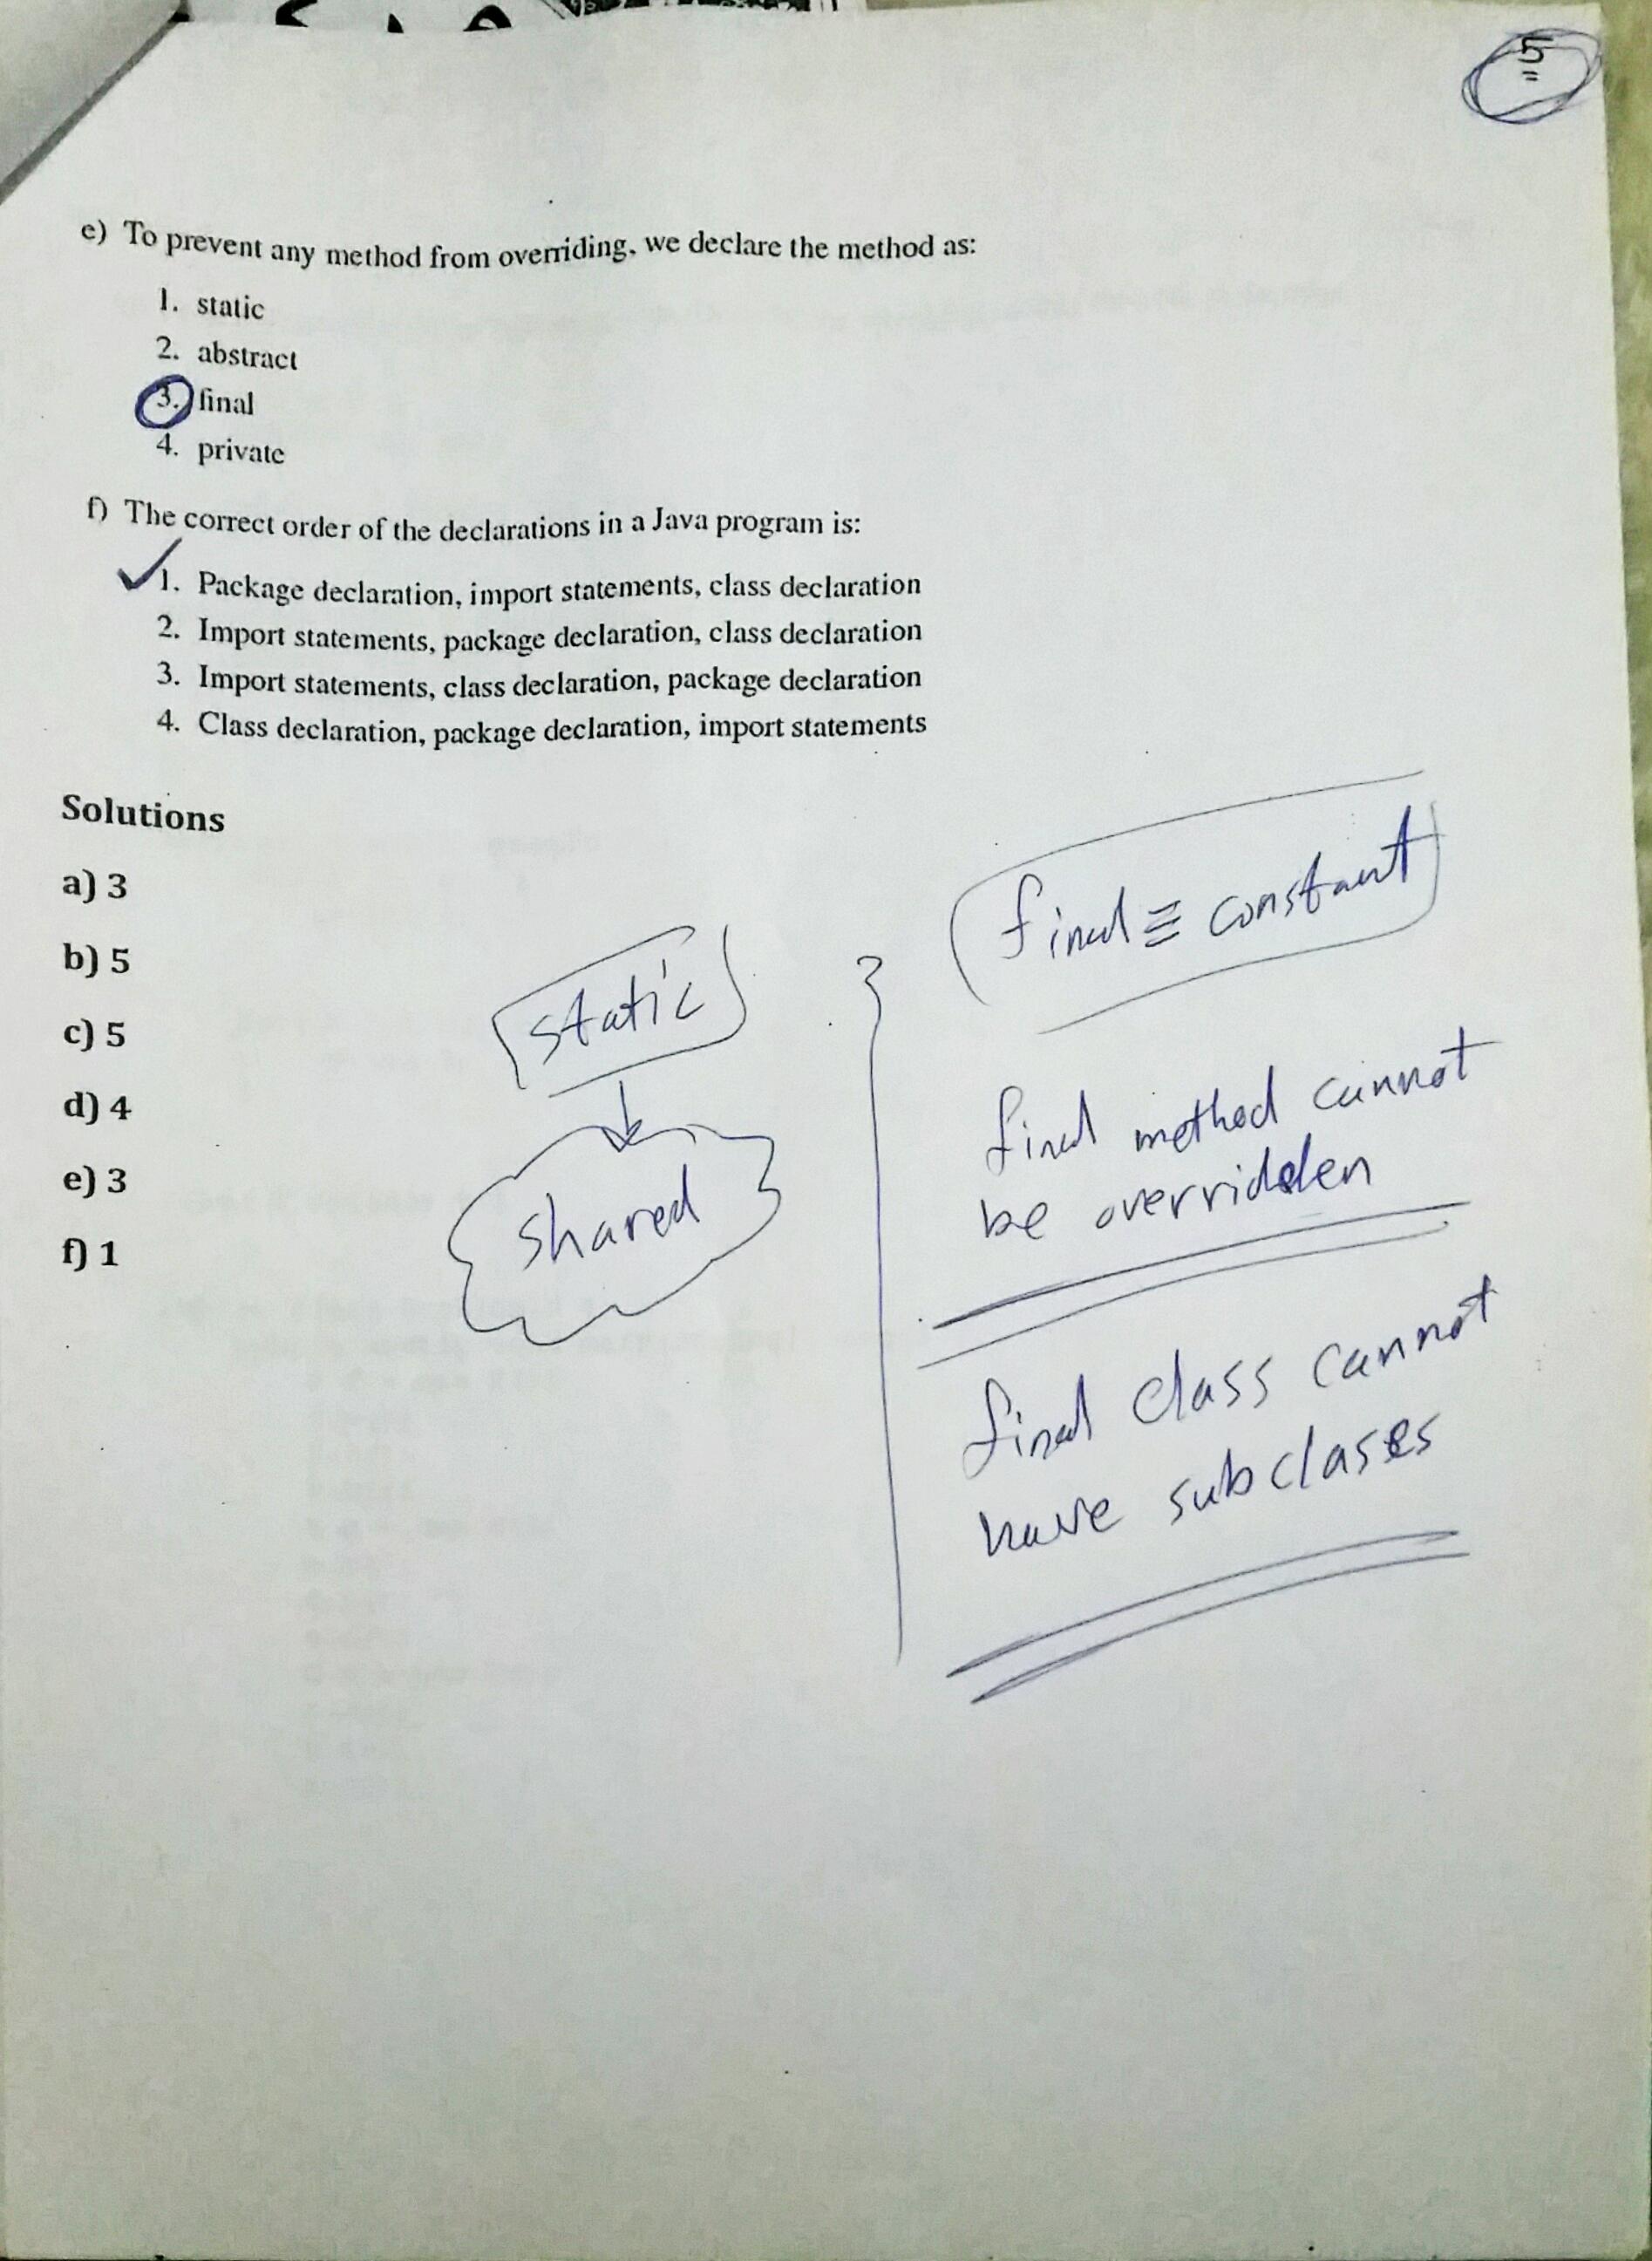 5
e) To prevent any method from overriding, we declare the method as:
1. static
2. abstract
3. final
4. private
f) The correct order of the declarations in a Java program is:
1. Package declaration, import statements, class declaration
2. Import statements, package declaration, class declaration
3. Import statements, class declaration, package declaration
4. Class declaration, package declaration, import statements
Solutions
a) 3
b) 5
c) 5
d) 4
e) 3
f) 1
static
shared
final ≡ constant
final method cannot
be overridden
final class cannot
have subclases